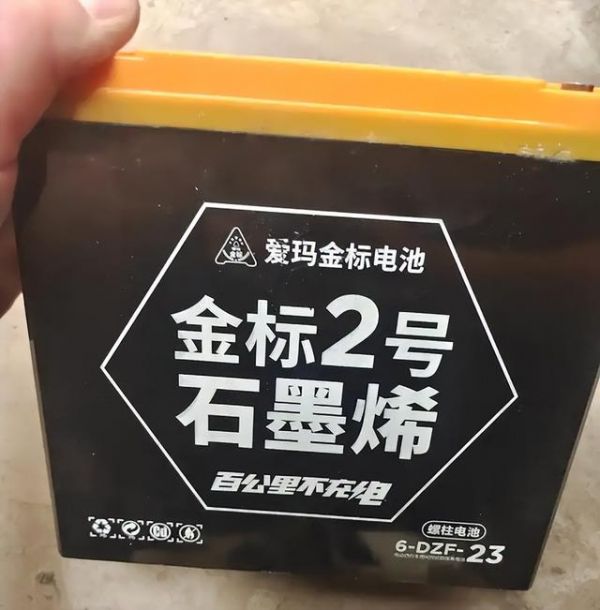 爱玛金标电池
金标2号
石墨烯
百公里不充电
Cd
螺柱电池
6-DZF-23